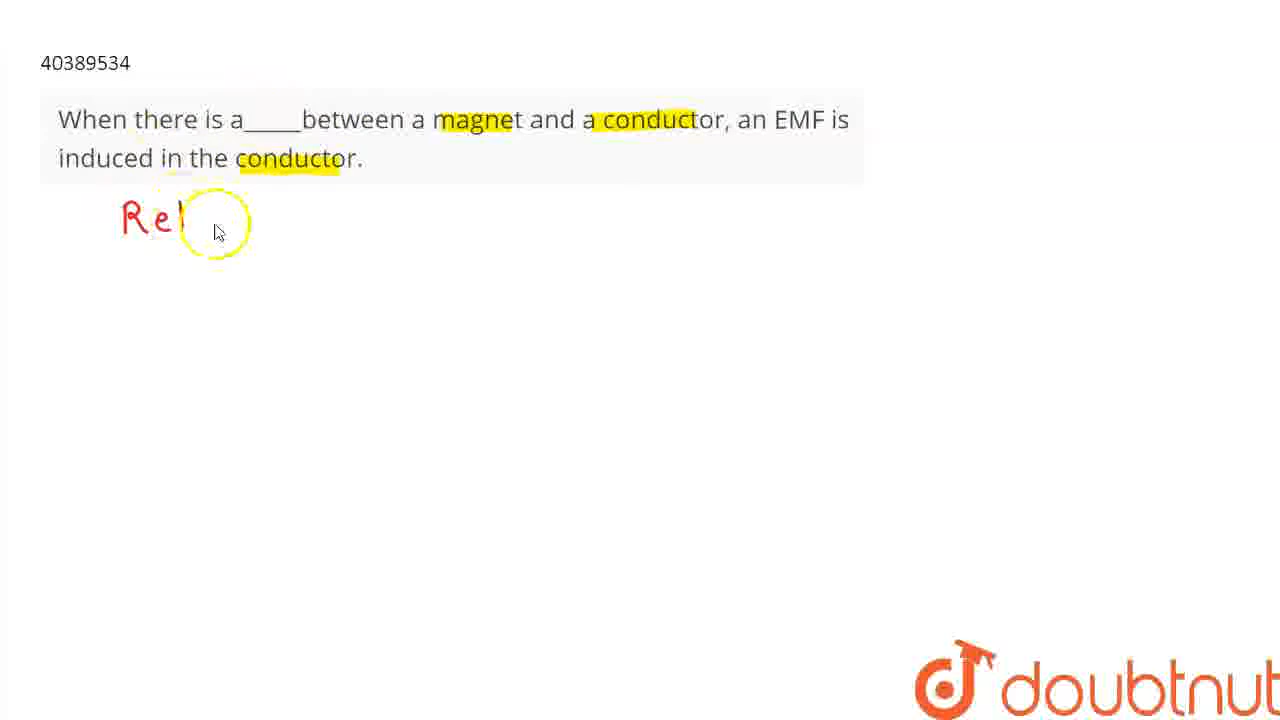 40389534
When there is a_____between a magnet and a conductor, an EMF is
induced in the conductor.
Rel
doubtnut